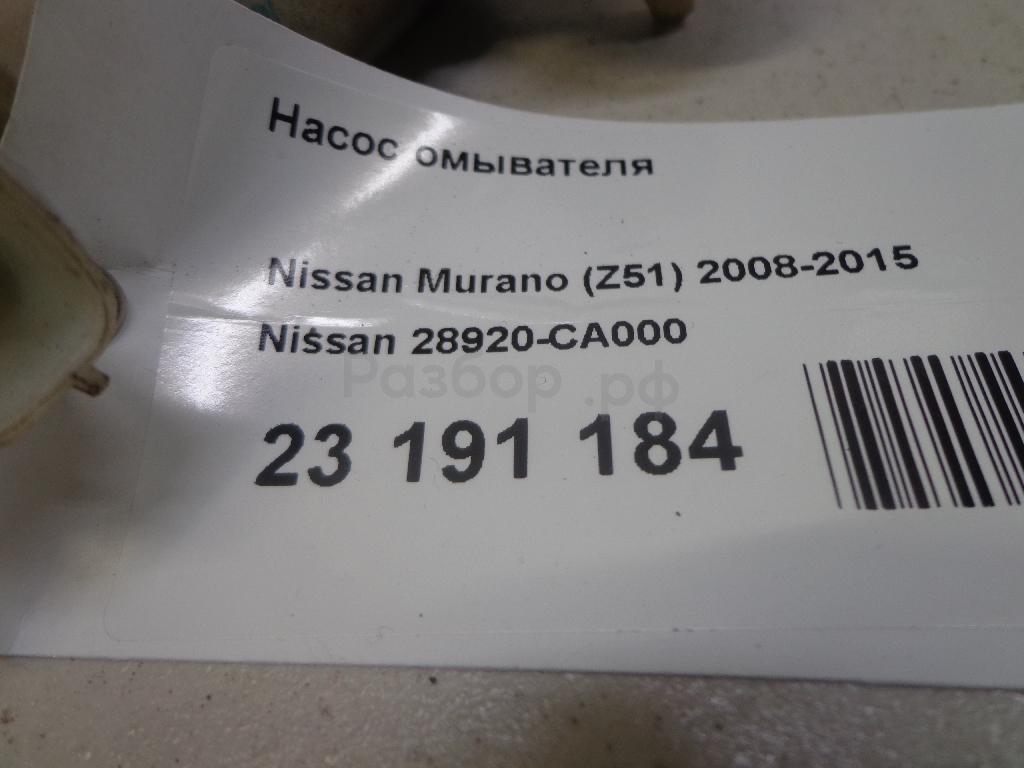 Насос омывателя
Nissan Murano (Z51) 2008-2015
Nissan 28920-CA000
Разбор.рф
23 191 184